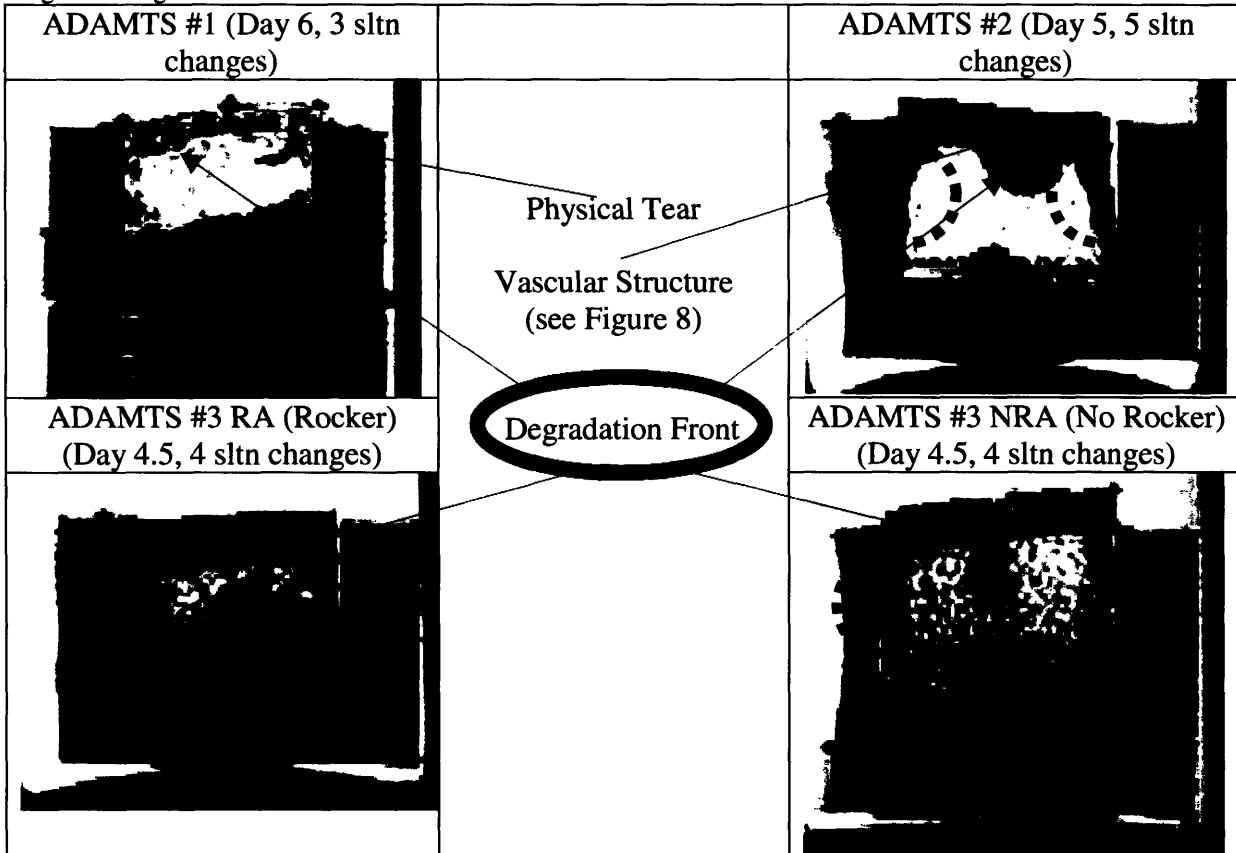 ADAMTS #1 (Day 6, 3 sltn
changes)
ADAMTS #2 (Day 5, 5 sltn
changes)
Physical Tear
Vascular Structure
(see Figure 8)
Degradation Front
ADAMTS #3 RA (Rocker)
(Day 4.5, 4 sltn changes)
ADAMTS #3 NRA (No Rocker)
(Day 4.5, 4 sltn changes)